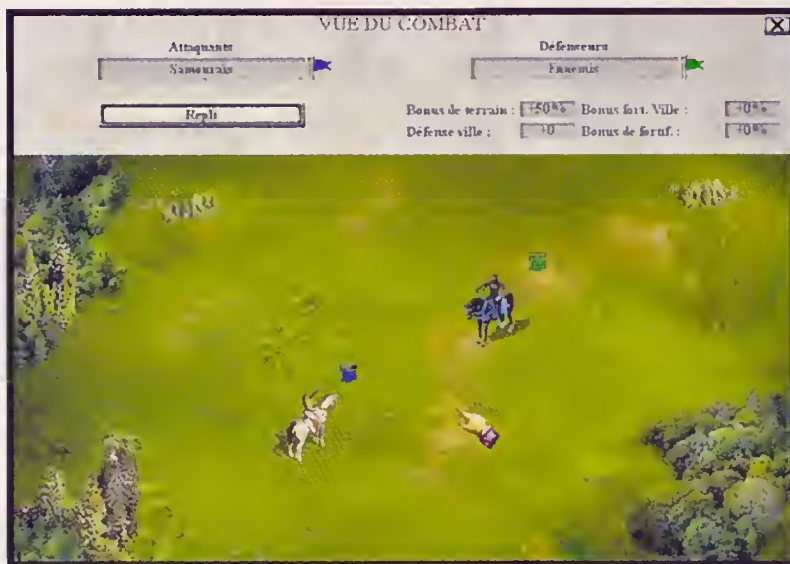 VUE DU COMBAT
Attaquants
Samouraïs
Défenseurs
Ennemis
Repli
Bonus de terrain : +50% Bonus fort. Ville : +0%
Défense ville : +0 Bonus de fortif. : +0%